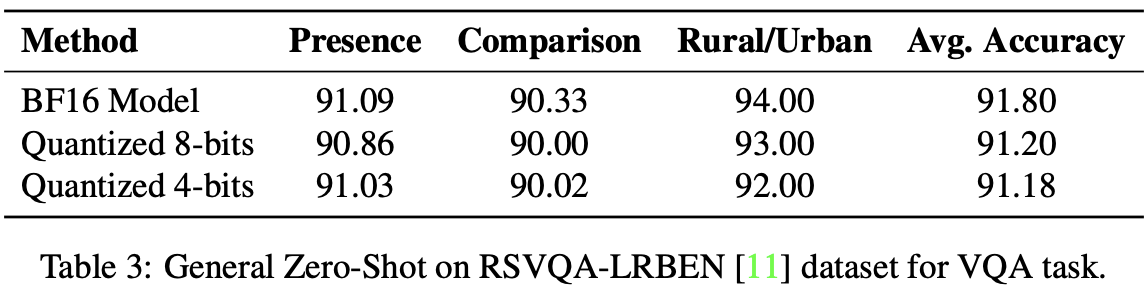 Method Presence Comparison Rural/Urban Avg. Accuracy
BF16 Model 91.09 90.33 94.00 91.80
Quantized 8-bits 90.86 90.00 93.00 91.20
Quantized 4-bits 91.03 90.02 92.00 91.18
Table 3: General Zero-Shot on RSVQA-LRBEN [11] dataset for VQA task.